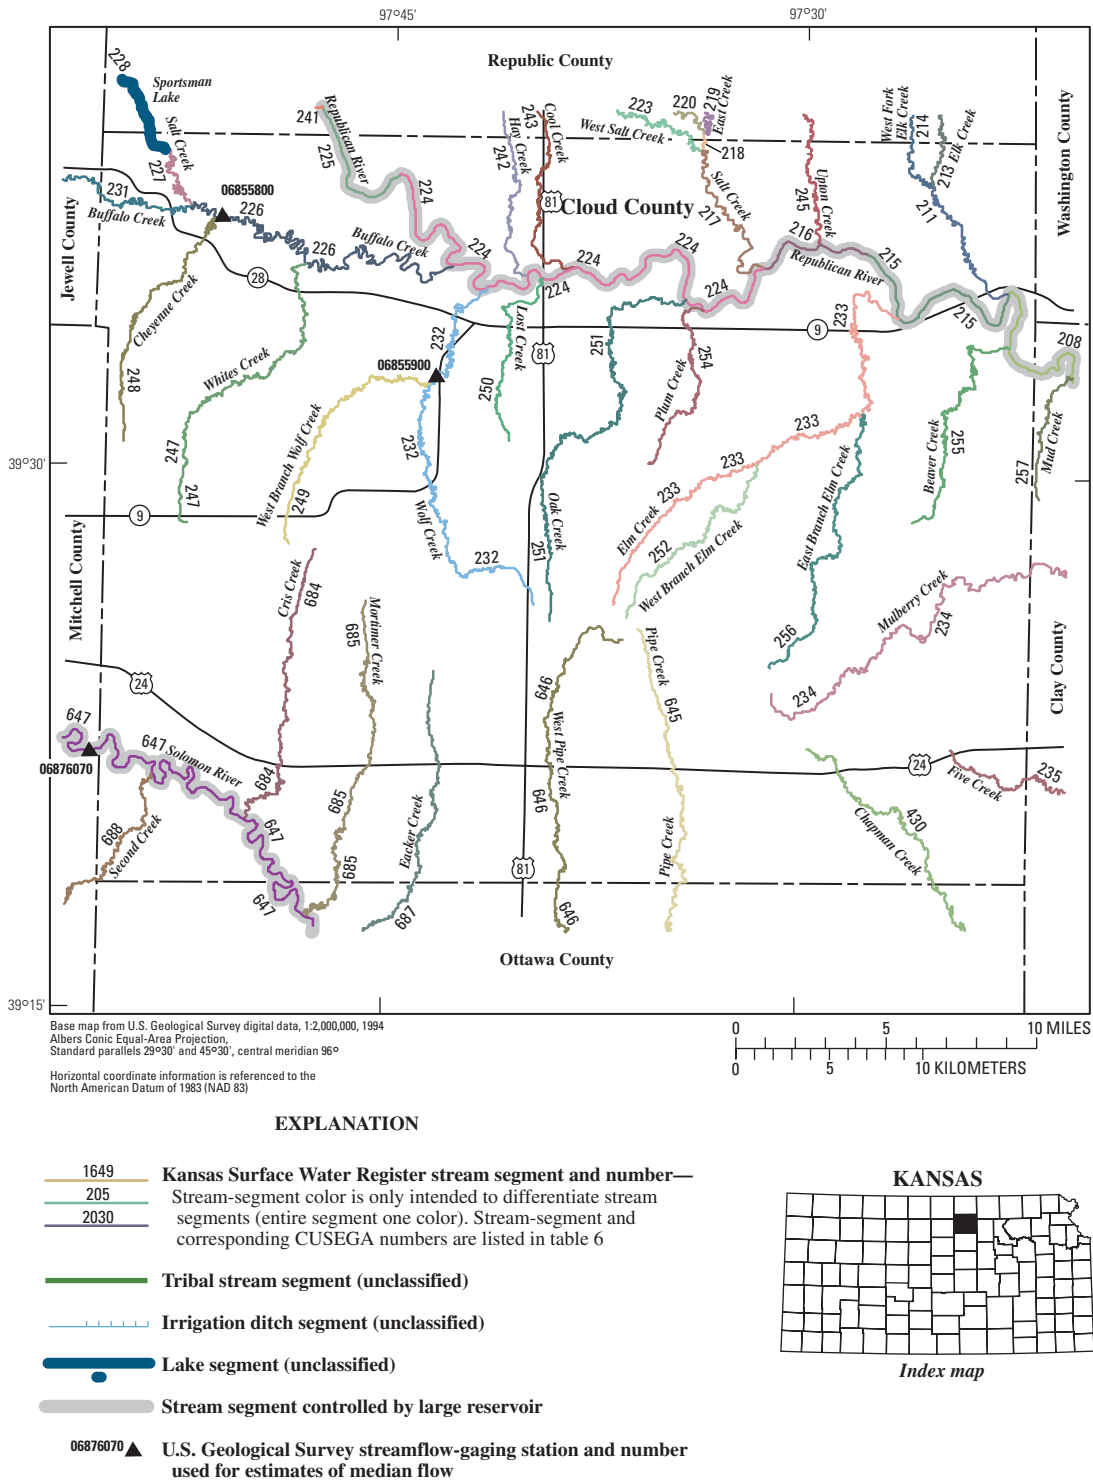 97°45'
97°30'
Republic County
228
Sportsman
Lake
Salt Creek
227
241
Republican River
225
243
Hay Creek
242
Cool Creek
81
223
West Salt Creek
220
219
East Creek
218
Salt Creek
217
West Fork
Elk Creek
214
213
Elk Creek
211
Upton Creek
245
Washington County
Jewell County
231
Buffalo Creek
06855800
226
226
Buffalo Creek
224
Cloud County
224
224
224
224
224
216
Republican River
215
215
28
Cheyenne Creek
248
Whites Creek
247
247
232
06855900
Lost Creek
250
81
251
Plum Creek
254
9
233
208
39°30'
West Branch Wolf Creek
249
232
Wolf Creek
232
9
Oak Creek
251
233
233
Elm Creek
252
West Branch Elm Creek
East Branch Elm Creek
256
Beaver Creek
255
257
Mud Creek
Mitchell County
Cris Creek
684
Mortimer Creek
685
Mulberry Creek
234
234
Clay County
24
647
647
Solomon River
06876070
684
646
West Pipe Creek
646
Pipe Creek
645
24
Five Creek
235
688
Second Creek
647
647
685
685
Eacker Creek
687
81
646
Pipe Creek
430
Chapman Creek
Ottawa County
39°15'
Base map from U.S. Geological Survey digital data, 1:2,000,000, 1994
Albers Conic Equal-Area Projection,
Standard parallels 29°30' and 45°30', central meridian 96°
Horizontal coordinate information is referenced to the
North American Datum of 1983 (NAD 83)
0 5 10 MILES
0 5 10 KILOMETERS
EXPLANATION
1649
205
2030
Kansas Surface Water Register stream segment and number—
Stream-segment color is only intended to differentiate stream
segments (entire segment one color). Stream-segment and
corresponding CUSEGA numbers are listed in table 6
Tribal stream segment (unclassified)
Irrigation ditch segment (unclassified)
Lake segment (unclassified)
Stream segment controlled by large reservoir
06876070 U.S. Geological Survey streamflow-gaging station and number
used for estimates of median flow
KANSAS
Index map